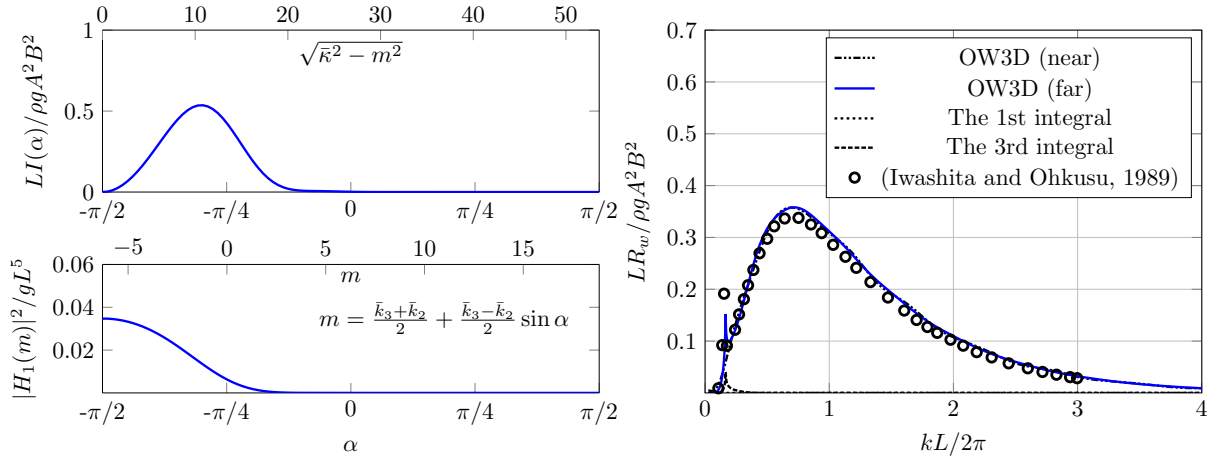 0 10 20 30 40 50
√κ̄² − m²
1
0.5
0
LI(α)/ρgA²B²
-π/2 -π/4 0 π/4 π/2
−5 0 5 10 15
m
0.06
0.04
0.02
|H₁(m)|²/gL⁵
m = (k̄₃+k̄₂)/2 + (k̄₃−k̄₂)/2 sin α
-π/2 -π/4 0 π/4 π/2
α
0.7
0.6
0.5
0.4
0.3
0.2
0.1
LR_w/ρgA²B²
OW3D (near)
OW3D (far)
The 1st integral
The 3rd integral
(Iwashita and Ohkusu, 1989)
0 1 2 3 4
kL/2π